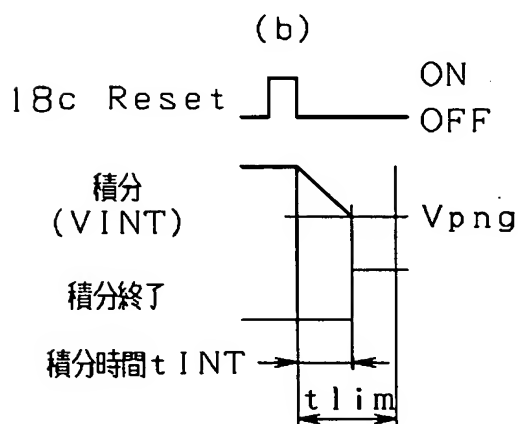 (b)
18c Reset
ON
OFF
積分
(VINT)
Vpng
積分終了
積分時間tINT
tlim